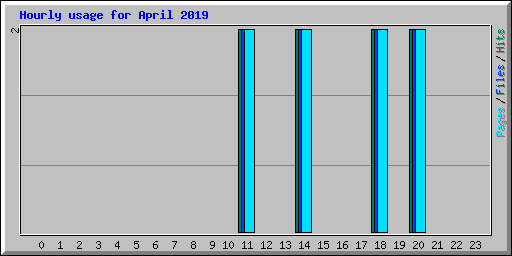 Hourly usage for April 2019
2
Pages/Files/Hits
0 1 2 3 4 5 6 7 8 9 10 11 12 13 14 15 16 17 18 19 20 21 22 23